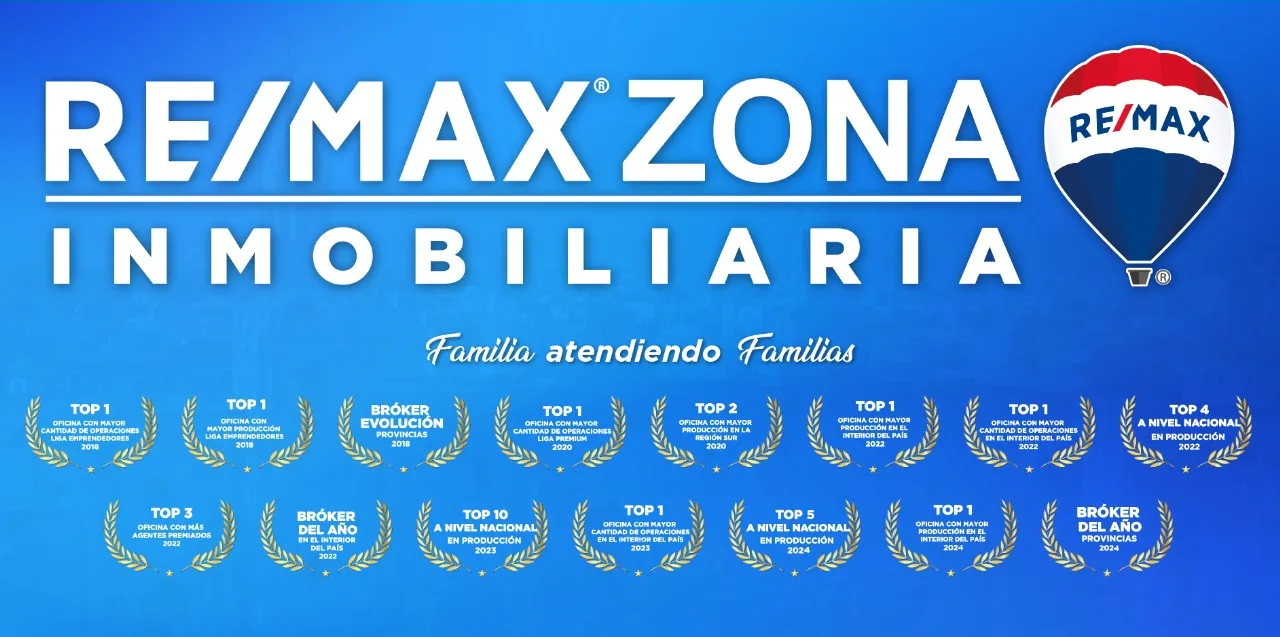 RE/MAX® ZONA
INMOBILIARIA
RE/MAX
®
Familia atendiendo Familias
TOP 1
OFICINA CON MAYOR
CANTIDAD DE OPERACIONES
LIGA EMPRENDEDORES
2018
TOP 1
OFICINA CON
MAYOR PRODUCCIÓN
LIGA EMPRENDEDORES
2018
BRÓKER
EVOLUCIÓN
PROVINCIAS
2018
TOP 1
OFICINA CON MAYOR
CANTIDAD DE OPERACIONES
LIGA PREMIUM
2020
TOP 2
OFICINA CON MAYOR
PRODUCCIÓN EN LA
REGIÓN SUR
2020
TOP 1
OFICINA CON MAYOR
PRODUCCIÓN EN EL
INTERIOR DEL PAÍS
2022
TOP 1
OFICINA CON MAYOR
CANTIDAD DE OPERACIONES
EN EL INTERIOR DEL PAÍS
2022
TOP 4
A NIVEL NACIONAL
EN PRODUCCIÓN
2022
TOP 3
OFICINA CON MÁS
AGENTES PREMIADOS
2022
BRÓKER
DEL AÑO
EN EL INTERIOR
DEL PAÍS
2022
TOP 10
A NIVEL NACIONAL
EN PRODUCCIÓN
2023
TOP 1
OFICINA CON MAYOR
CANTIDAD DE OPERACIONES
EN EL INTERIOR DEL PAÍS
2023
TOP 5
A NIVEL NACIONAL
EN PRODUCCIÓN
2024
TOP 1
OFICINA CON MAYOR
PRODUCCIÓN EN EL
INTERIOR DEL PAÍS
2024
BRÓKER
DEL AÑO
PROVINCIAS
2024